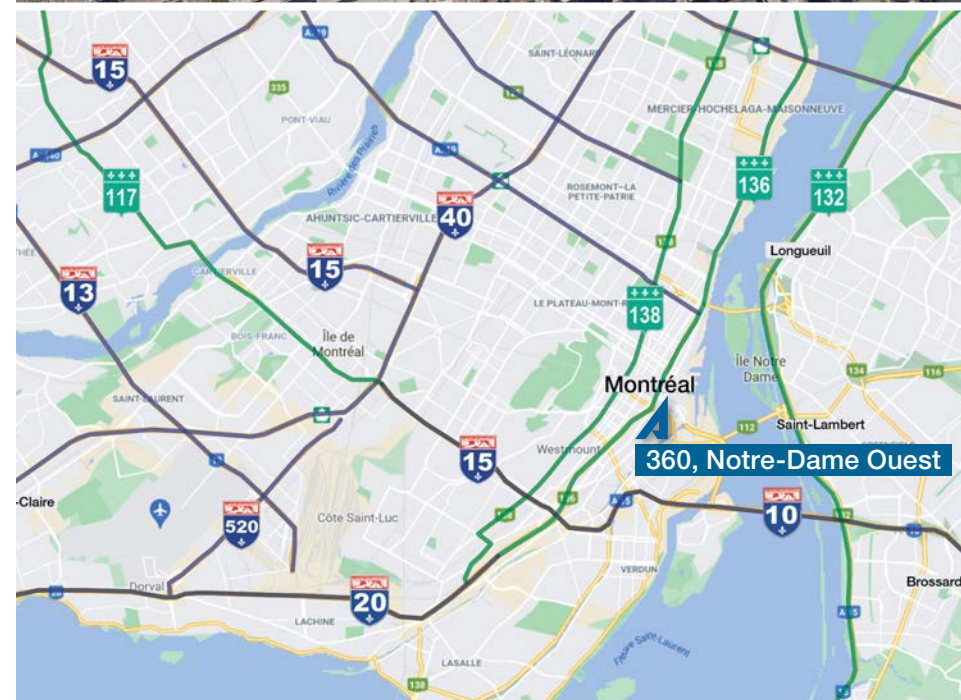 SAINT-LÉONARD
15
335
PONT-VIAU
MERCIER-HOCHELAGA-MAISONNEUVE
Rivière des Prairies
117
136
132
ROSEMONT—LA
PETITE-PATRIE
AHUNTSIC-CARTIERVILLE
40
Longueuil
15
13
LE PLATEAU-MONT-R
138
BOIS-FRANC
Île de
Montréal
Île Notre
Dame
134
116
Montréal
SAINT-LAURENT
112
Saint-Lambert
Westmount
360, Notre-Dame Ouest
15
-Claire
10
520
Côte Saint-Luc
132
VERDUN
Dorval
20
Brossard
LACHINE
A-15
Fleuve Saint-Laurent
LASALLE
138